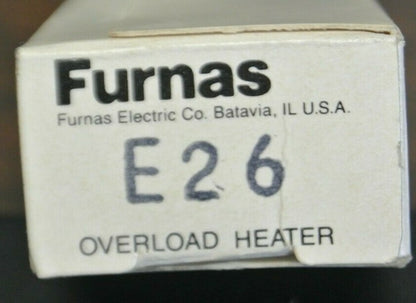 Furnas
Furnas Electric Co. Batavia, IL U.S.A.
E26
OVERLOAD HEATER